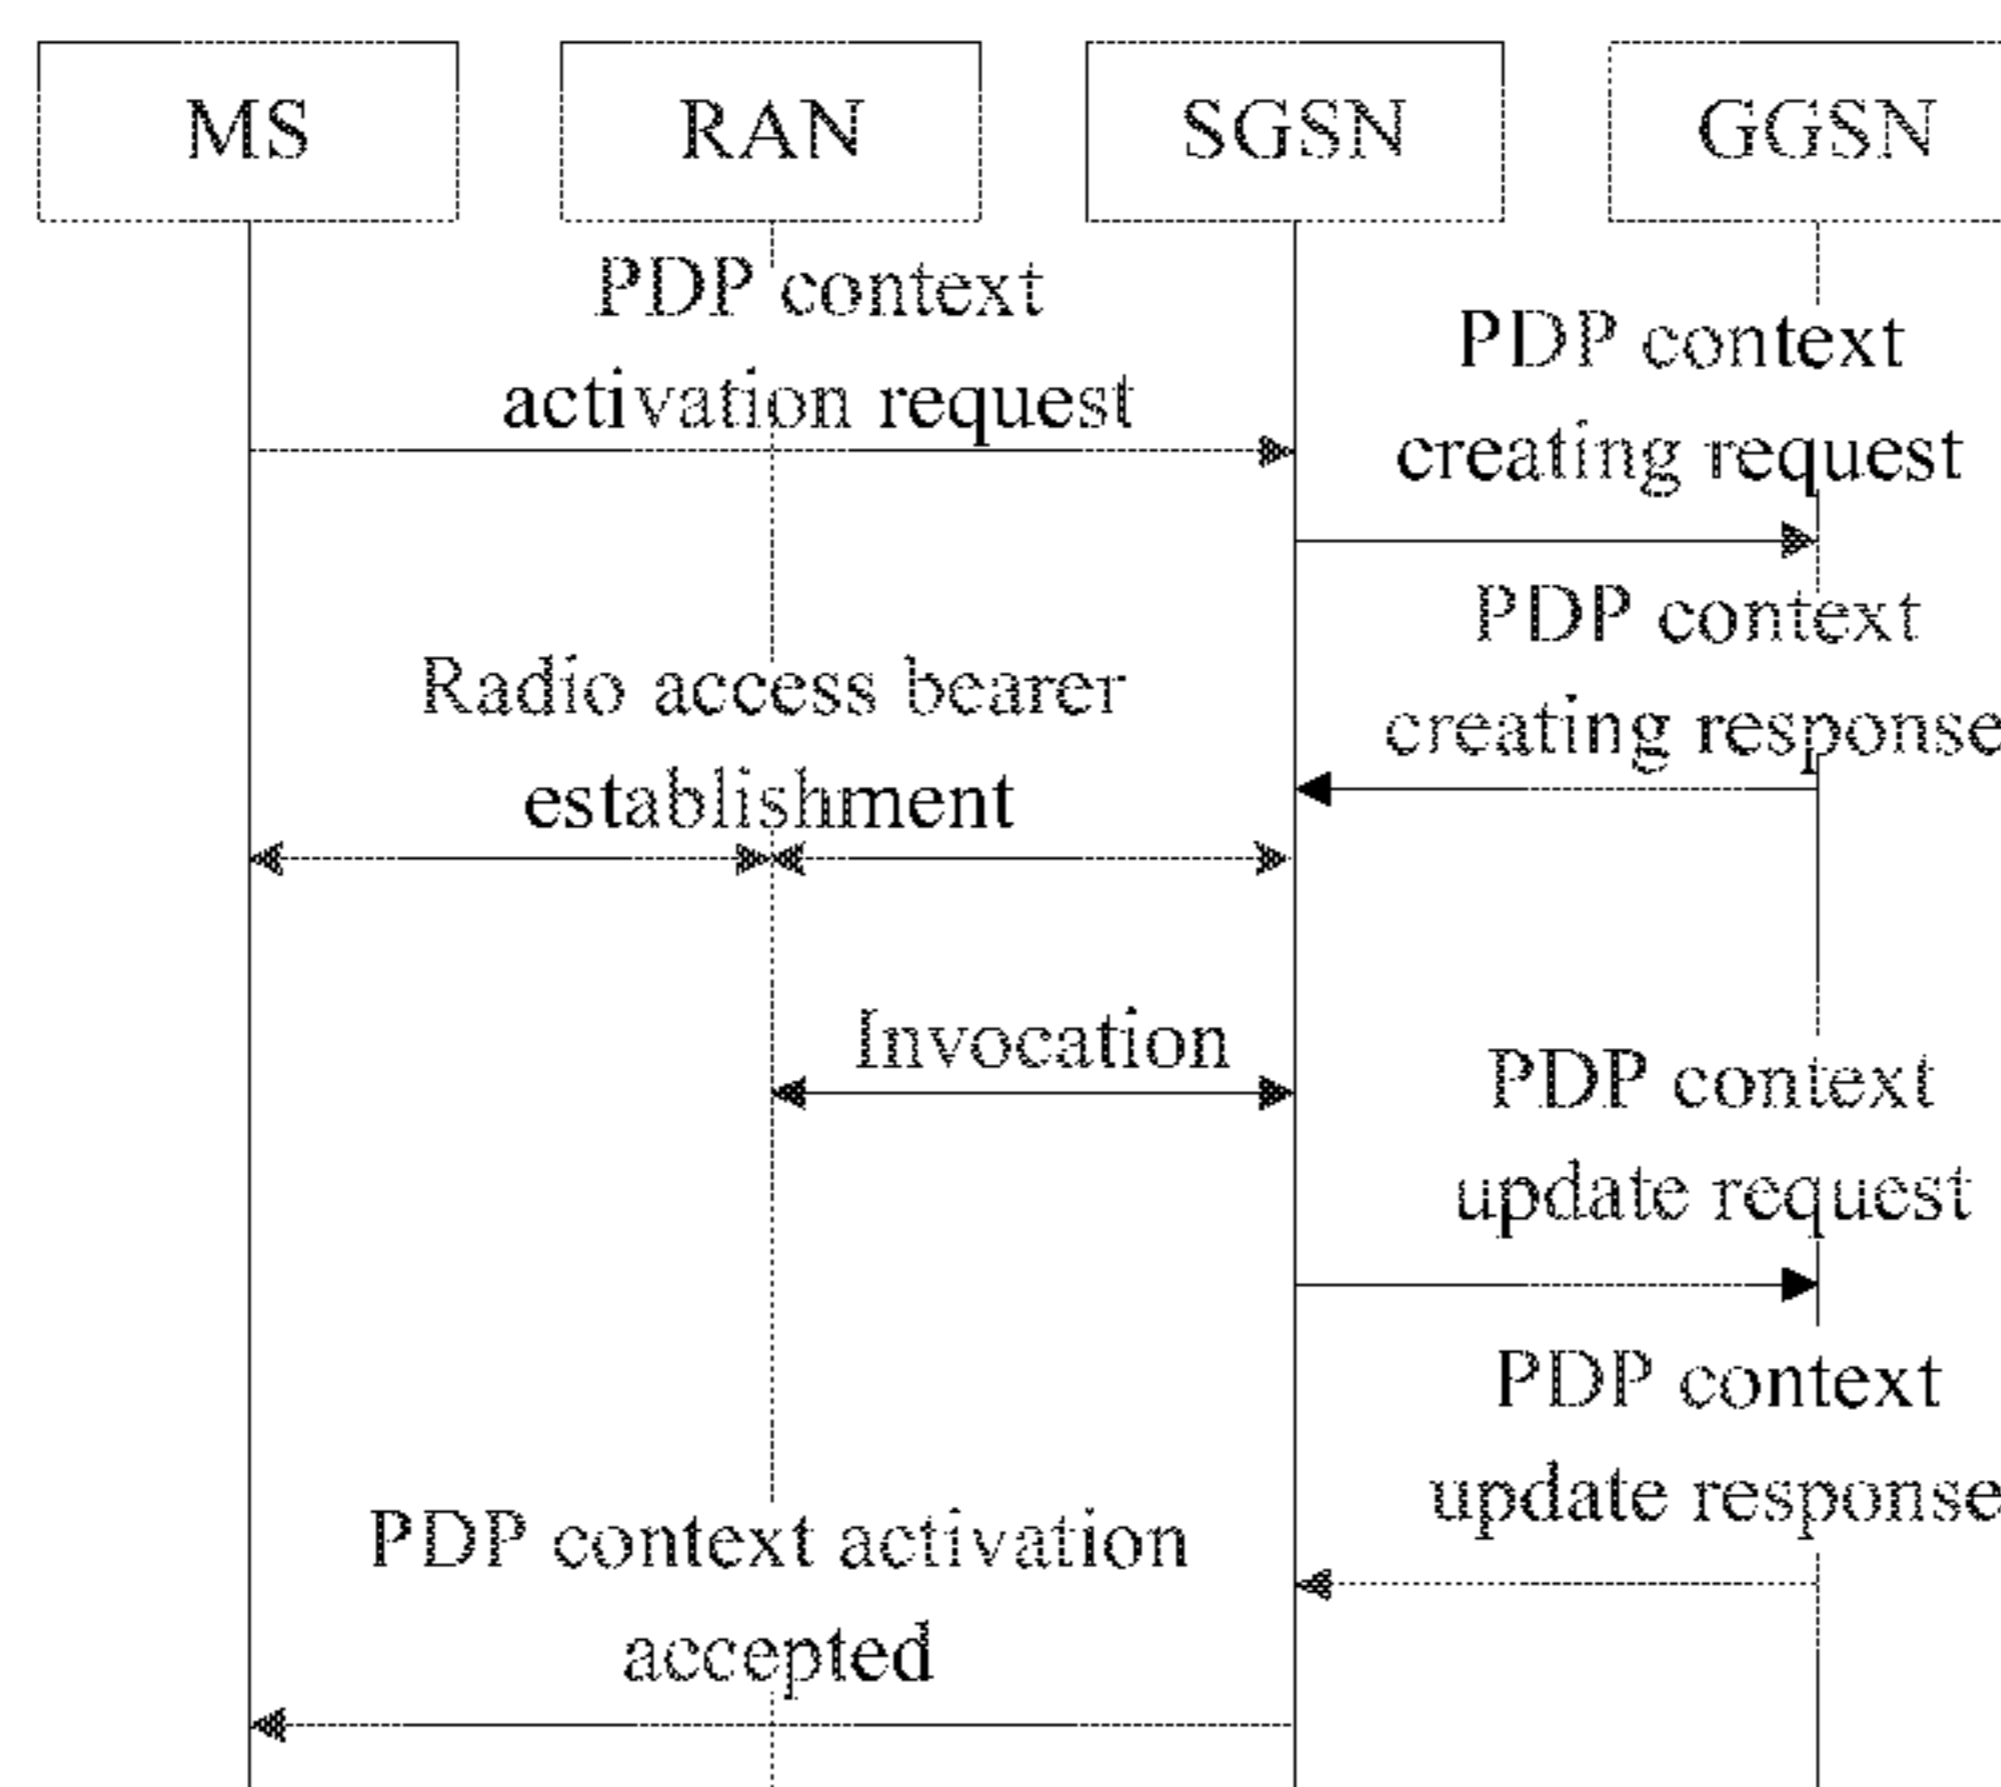 MS
RAN
SGSN
GGSN
PDP context
activation request
PDP context
creating request
PDP context
creating response
Radio access bearer
establishment
Invocation
PDP context
update request
PDP context
update response
PDP context activation
accepted